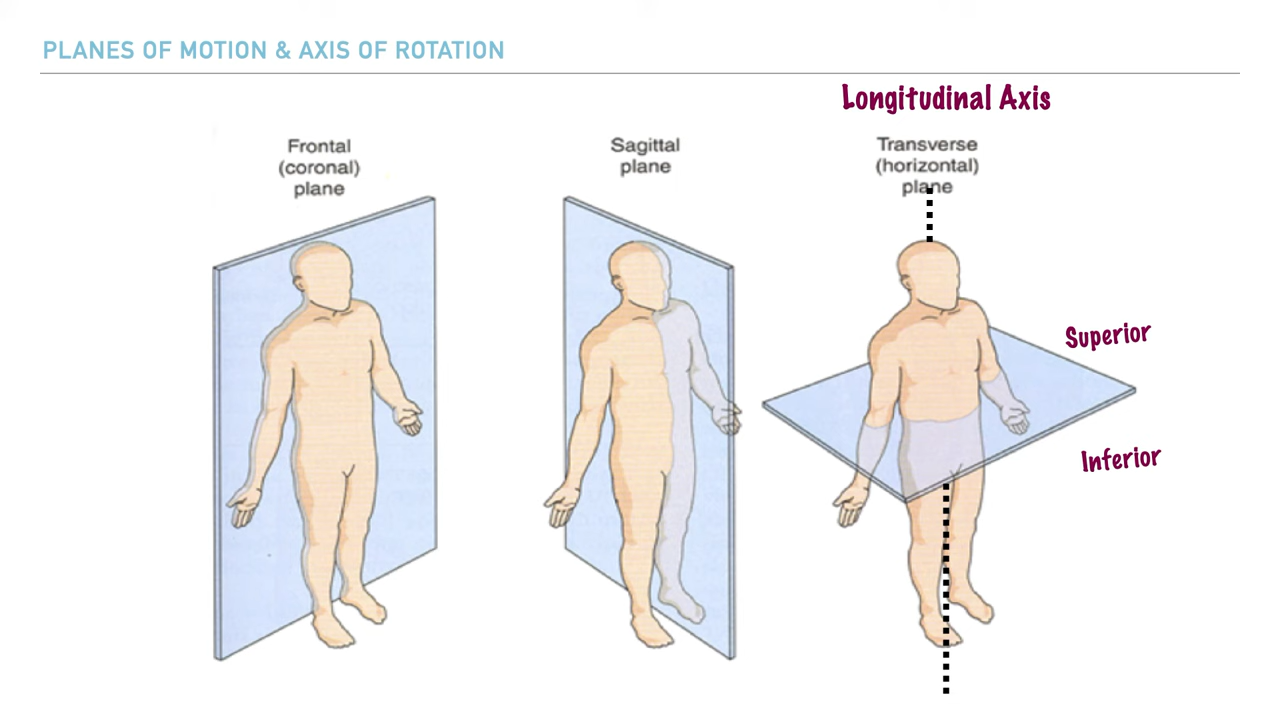 PLANES OF MOTION & AXIS OF ROTATION
Longitudinal Axis
Frontal
(coronal)
plane
Sagittal
plane
Transverse
(horizontal)
plane
Superior
Inferior